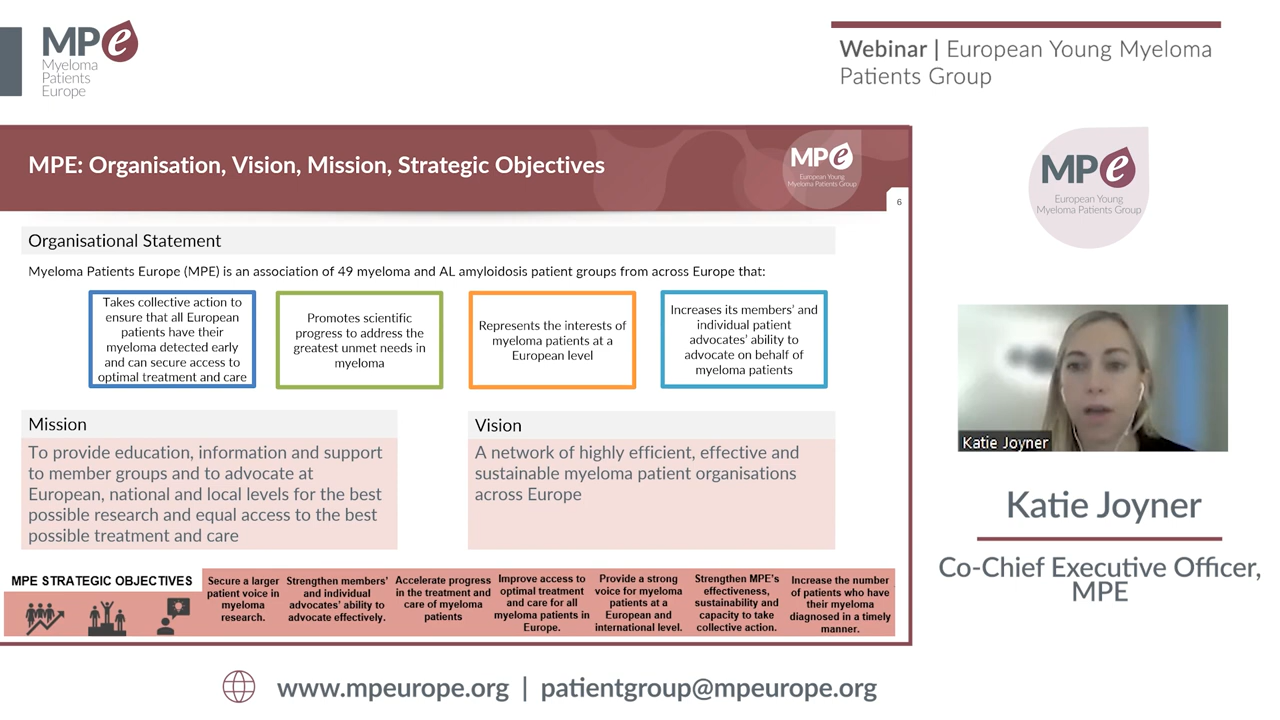 MPe
Myeloma
Patients
Europe
Webinar | European Young Myeloma
Patients Group
MPE: Organisation, Vision, Mission, Strategic Objectives
MPe
European Young
Myeloma Patients Group
6
Organisational Statement
Myeloma Patients Europe (MPE) is an association of 49 myeloma and AL amyloidosis patient groups from across Europe that:
Takes collective action to
ensure that all European
patients have their
myeloma detected early
and can secure access to
optimal treatment and care
Promotes scientific
progress to address the
greatest unmet needs in
myeloma
Represents the interests of
myeloma patients at a
European level
Increases its members' and
individual patient
advocates' ability to
advocate on behalf of
myeloma patients
Mission
To provide education, information and support
to member groups and to advocate at
European, national and local levels for the best
possible research and equal access to the best
possible treatment and care
Vision
A network of highly efficient, effective and
sustainable myeloma patient organisations
across Europe
MPE STRATEGIC OBJECTIVES
Secure a larger
patient voice in
myeloma
research.
Strengthen members'
and individual
advocates' ability to
advocate effectively.
Accelerate progress
in the treatment and
care of myeloma
patients
Improve access to
optimal treatment
and care for all
myeloma patients in
Europe.
Provide a strong
voice for myeloma
patients at a
European and
international level.
Strengthen MPE's
effectiveness,
sustainability and
capacity to take
collective action.
Increase the number
of patients who have
their myeloma
diagnosed in a timely
manner.
MPe
European Young
Myeloma Patients Group
Katie Joyner
Katie Joyner
Co-Chief Executive Officer,
MPE
www.mpeurope.org | patientgroup@mpeurope.org